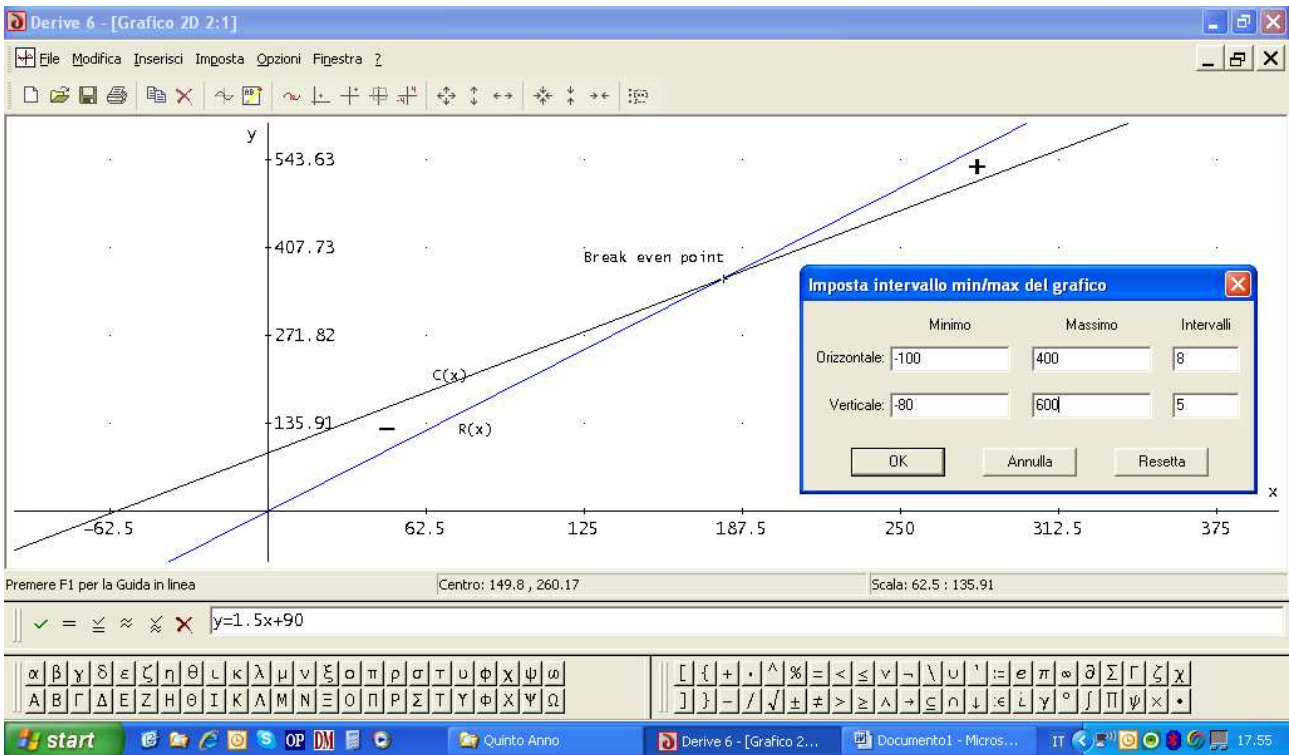 Derive 6 - [Grafico 2D 2:1]
File Modifica Inserisci Imposta Opzioni Finestra ?
y
543.63
407.73
Break even point
271.82
C(x)
135.91
R(x)
+
−
x
−62.5 62.5 125 187.5 250 312.5 375
Imposta intervallo min/max del grafico
Minimo Massimo Intervalli
Orizzontale: -100 400 8
Verticale: -80 600 5
OK Annulla Resetta
Premere F1 per la Guida in linea Centro: 149.8 , 260.17 Scala: 62.5 : 135.91
✓ = ≚ ≈ ✕ y=1.5x+90
α β γ δ ε ζ η θ ι κ λ μ ν ξ ο π ρ σ τ υ φ χ ψ ω [ { + · ^ % = < ≤ ∨ ¬ \ ∪ ' := e π ∞ ∂ Σ Γ ζ χ
Α Β Γ Δ Ε Ζ Η Θ Ι Κ Λ Μ Ν Ξ Ο Π Ρ Σ Τ Υ Φ Χ Ψ Ω ] } − / √ ± ≠ > ≥ ∧ → ⊆ ∩ ↓ :∈ i γ ° ∫ Π ψ × •
start OP DM Quinto Anno Derive 6 - [Grafico 2... Documento1 - Micros... IT 17.55